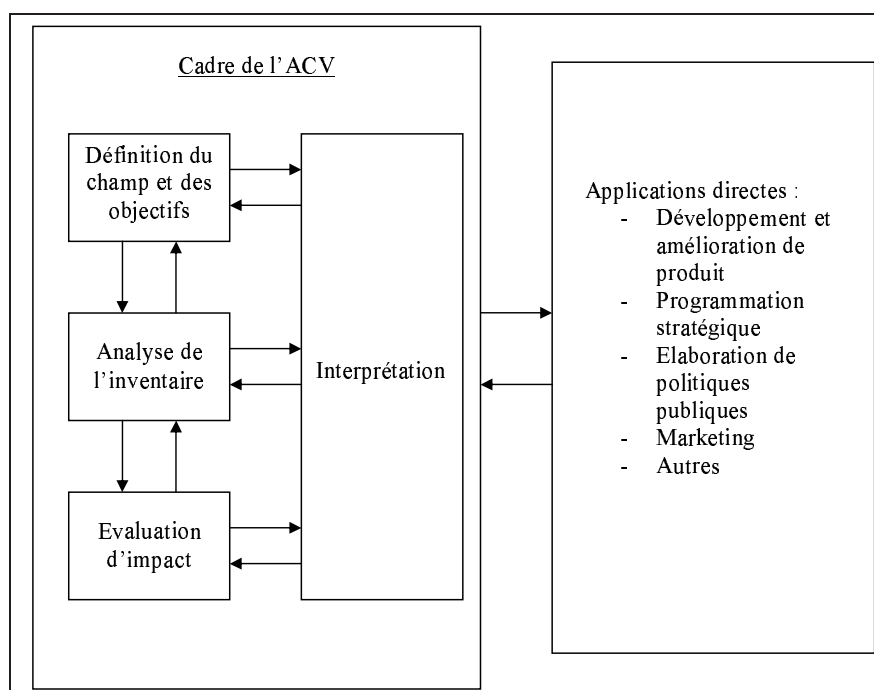 Cadre de l'ACV
Définition du
champ et des
objectifs
Analyse de
l'inventaire
Evaluation
d'impact
Interprétation
Applications directes :
- Développement et
amélioration de
produit
- Programmation
stratégique
- Elaboration de
politiques
publiques
- Marketing
- Autres